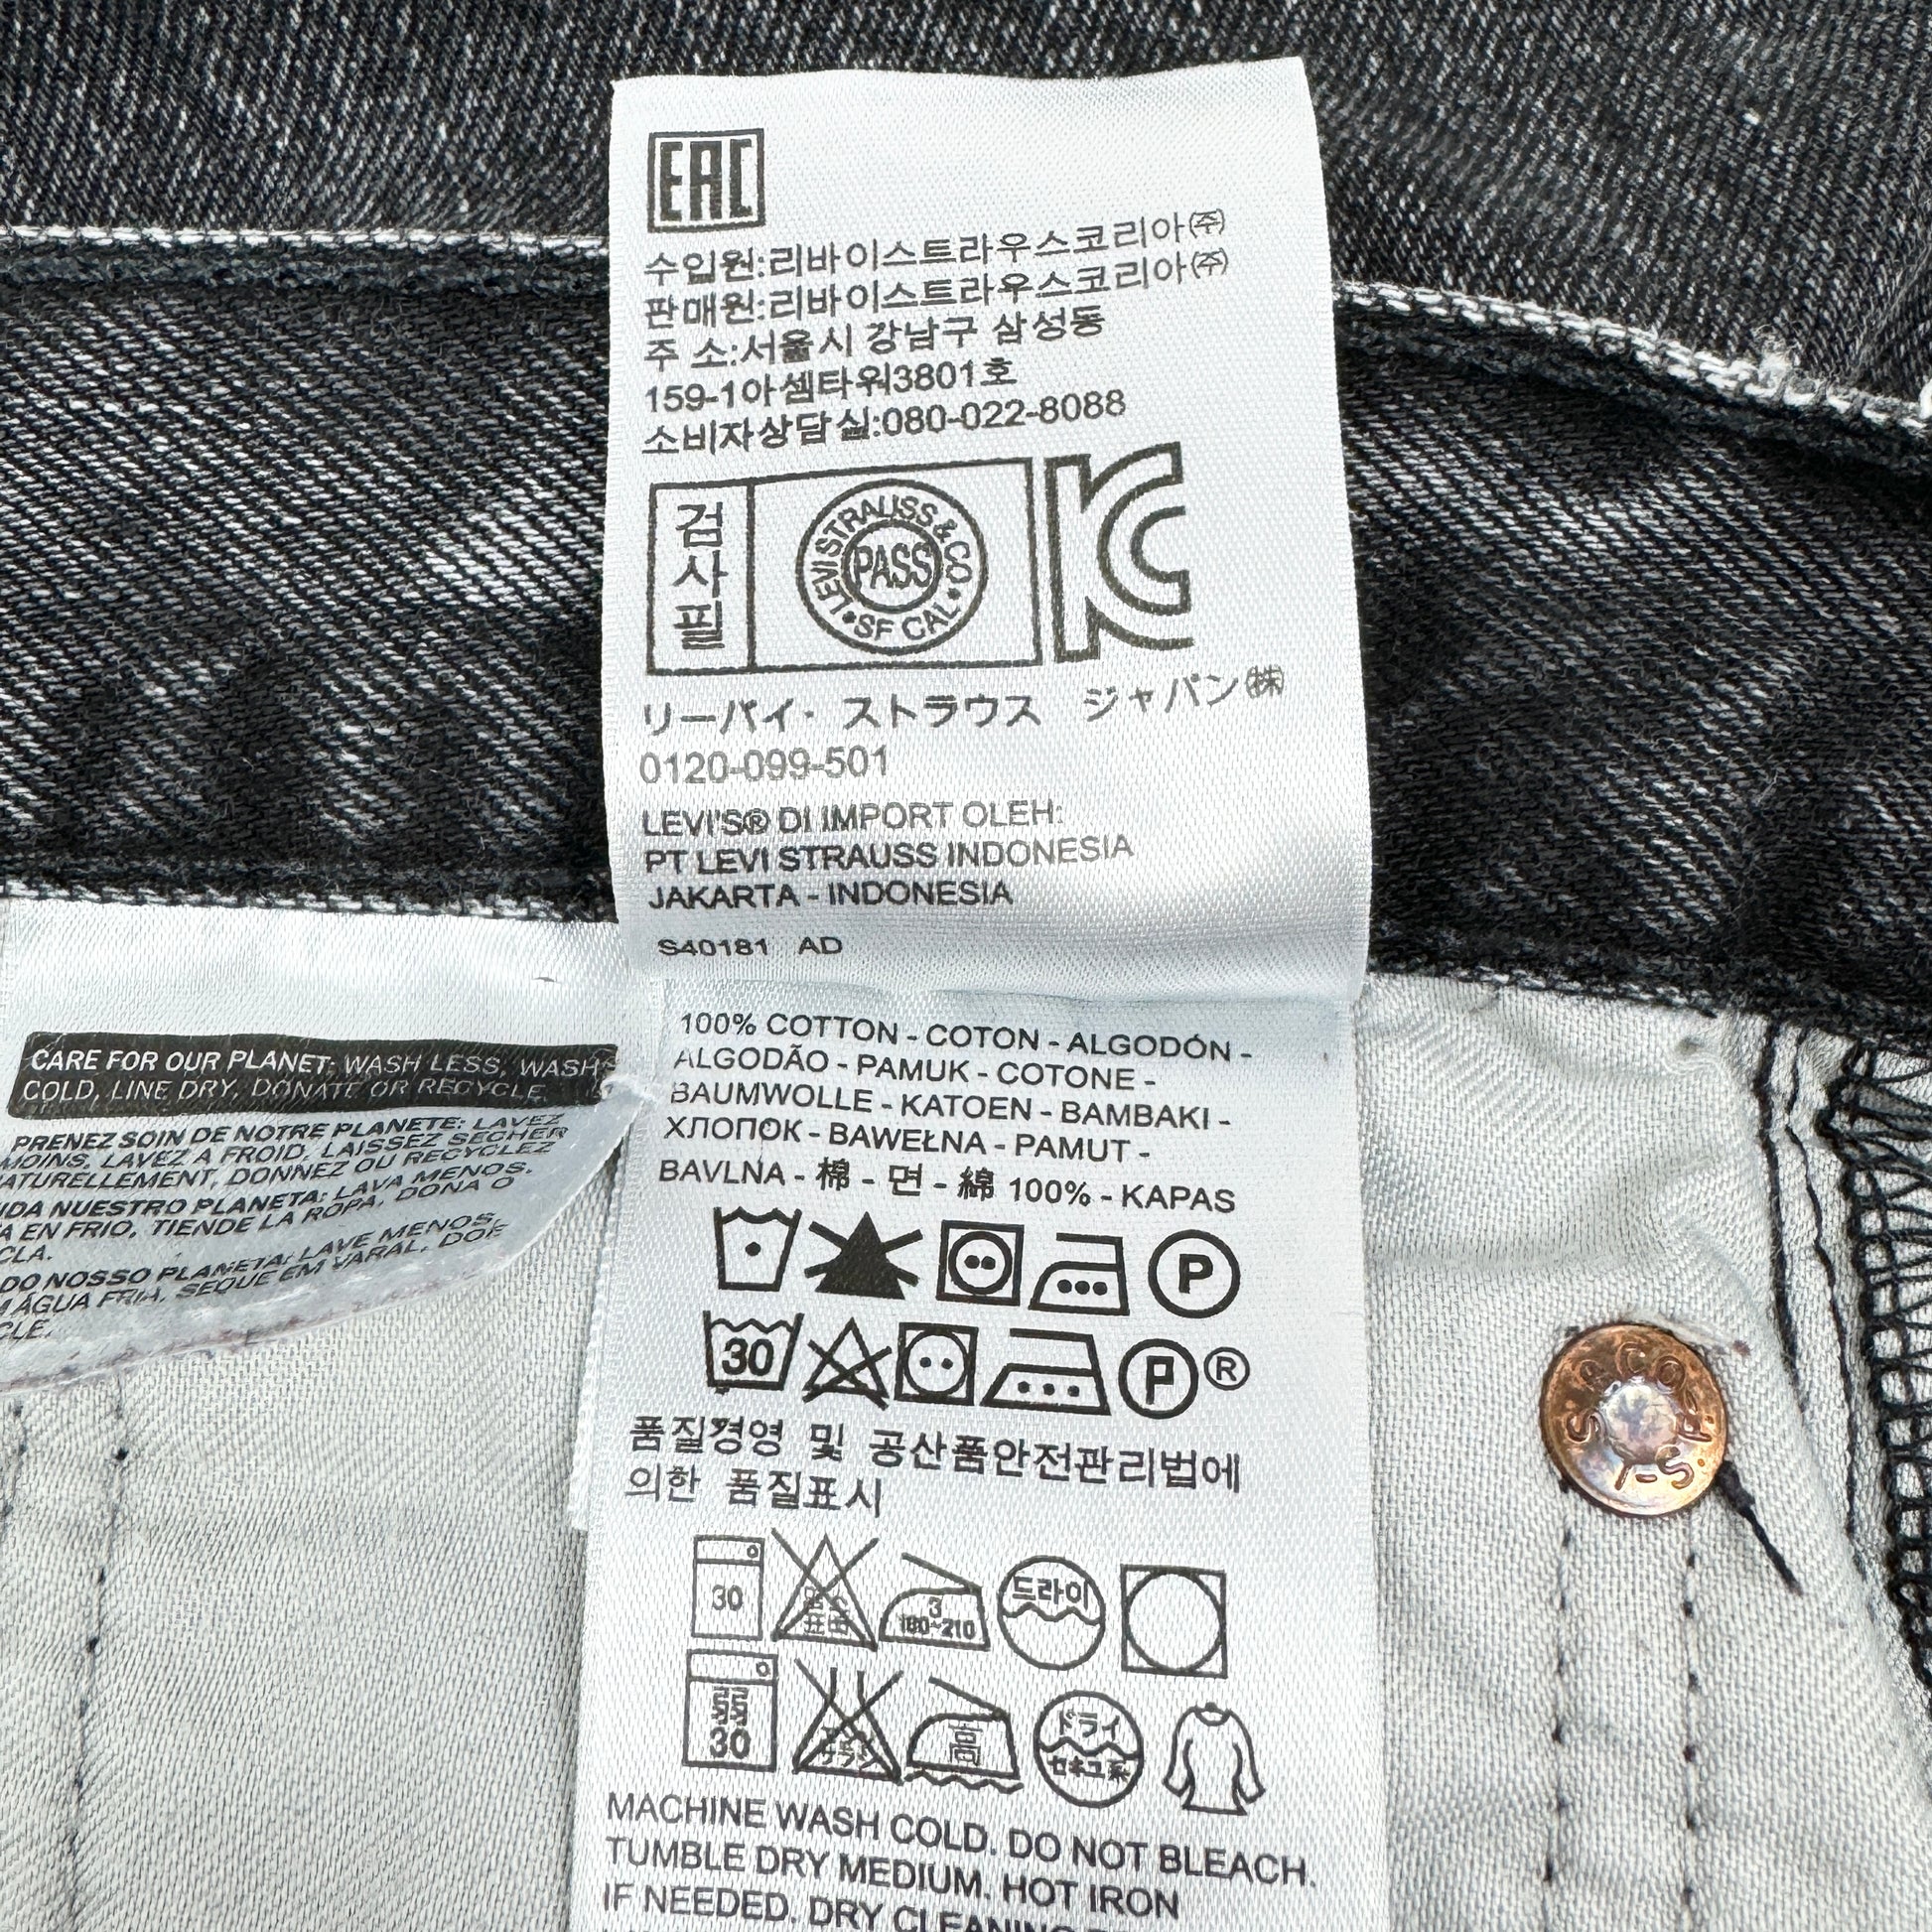 EAC
수입원:리바이스트라우스코리아㈜
판매원:리바이스트라우스코리아㈜
주 소:서울시 강남구 삼성동
159-1아셈타워3801호
소비자상담실:080-022-8088
검
사
필
LEVI STRAUSS & CO
PASS
SF CAL
リーバイ・ストラウス ジャパン㈱
0120-099-501
LEVI'S® DI IMPORT OLEH:
PT LEVI STRAUSS INDONESIA
JAKARTA - INDONESIA
S40181 AD
CARE FOR OUR PLANET: WASH LESS, WASH
COLD, LINE DRY, DONATE OR RECYCLE.
PRENEZ SOIN DE NOTRE PLANETE: LAVEZ
MOINS, LAVEZ A FROID, LAISSEZ SECHER
ATURELLEMENT, DONNEZ OU RECYCLEZ
IDA NUESTRO PLANETA: LAVA MENOS,
A EN FRIO, TIENDE LA ROPA, DONA O
CLA.
DO NOSSO PLANETA: LAVE MENOS,
M ÁGUA FRIA, SEQUE EM VARAL, DOE
CLE.
100% COTTON - COTON - ALGODÓN -
ALGODÃO - PAMUK - COTONE -
BAUMWOLLE - KATOEN - BAMBAKI -
ХЛОПОК - BAWEŁNA - PAMUT -
BAVLNA - 棉 - 면 - 綿 100% - KAPAS
P
30 P ®
품질경영 및 공산품안전관리법에
의한 품질표시
30 3 180~210 드라이
弱 30 高 ドライ セキユ系
MACHINE WASH COLD. DO NOT BLEACH.
TUMBLE DRY MEDIUM. HOT IRON
IF NEEDED. DRY CLEANING